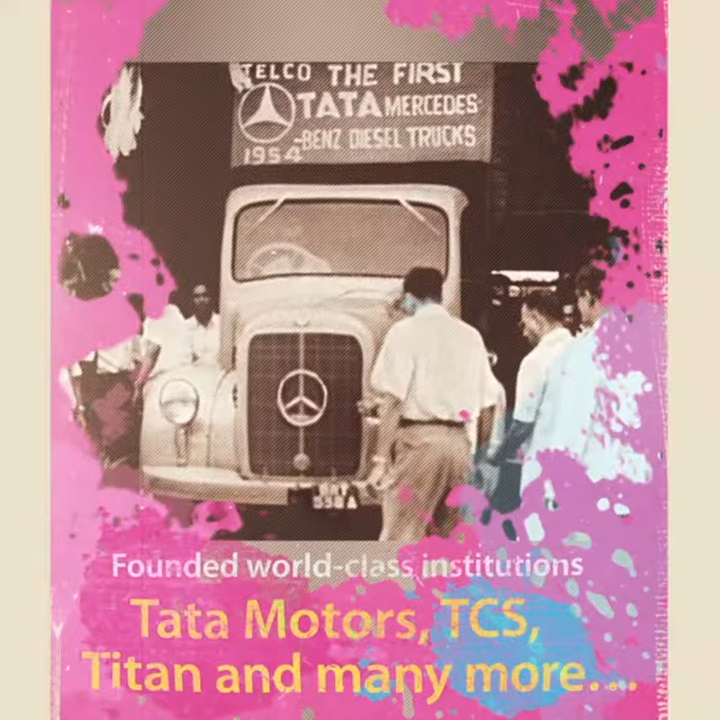 TELCO THE FIRST
TATA MERCEDES-
-BENZ DIESEL TRUCKS
1954
Founded world-class institutions
Tata Motors, TCS,
Titan and many more...